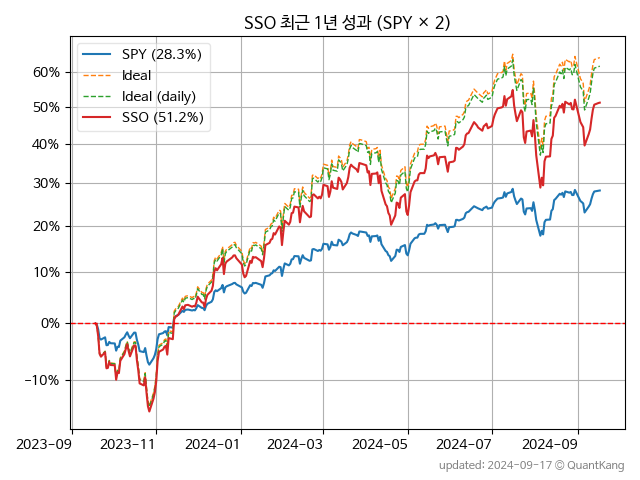 SSO 최근 1년 성과 (SPY × 2)
SPY (28.3%)
Ideal
Ideal (daily)
SSO (51.2%)
60%
50%
40%
30%
20%
10%
0%
−10%
2023-09
2023-11
2024-01
2024-03
2024-05
2024-07
2024-09
updated: 2024-09-17 © QuantKang